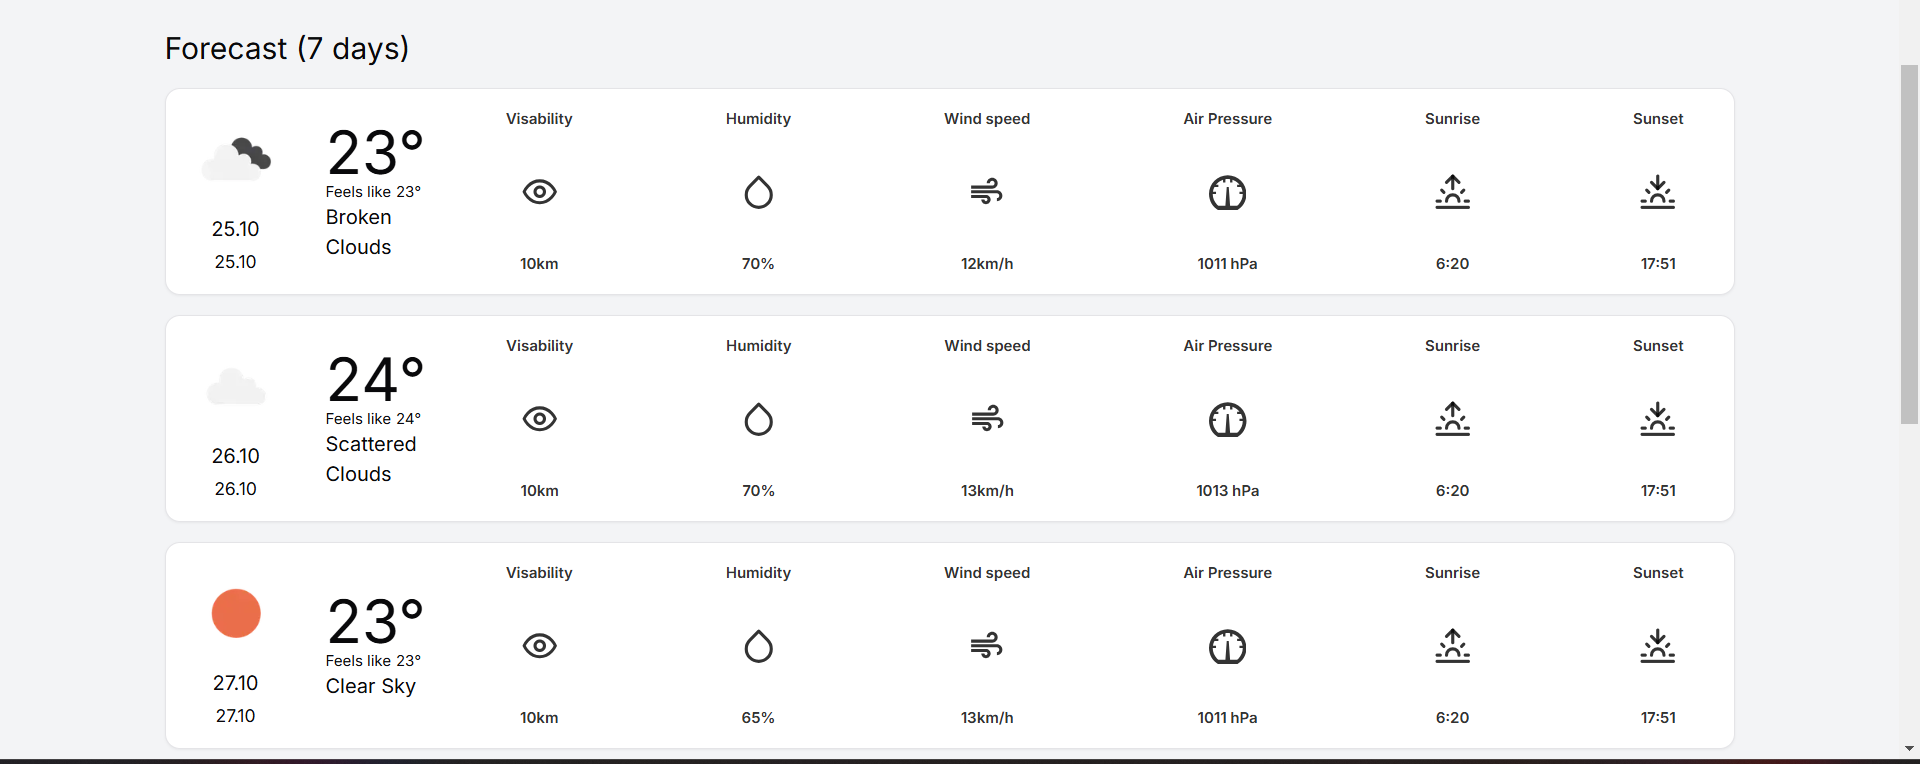 Forecast (7 days)
Visability Humidity Wind speed Air Pressure Sunrise Sunset
23°
Feels like 23°
Broken
Clouds
25.10
25.10
10km 70% 12km/h 1011 hPa 6:20 17:51
Visability Humidity Wind speed Air Pressure Sunrise Sunset
24°
Feels like 24°
Scattered
Clouds
26.10
26.10
10km 70% 13km/h 1013 hPa 6:20 17:51
Visability Humidity Wind speed Air Pressure Sunrise Sunset
23°
Feels like 23°
Clear Sky
27.10
27.10
10km 65% 13km/h 1011 hPa 6:20 17:51